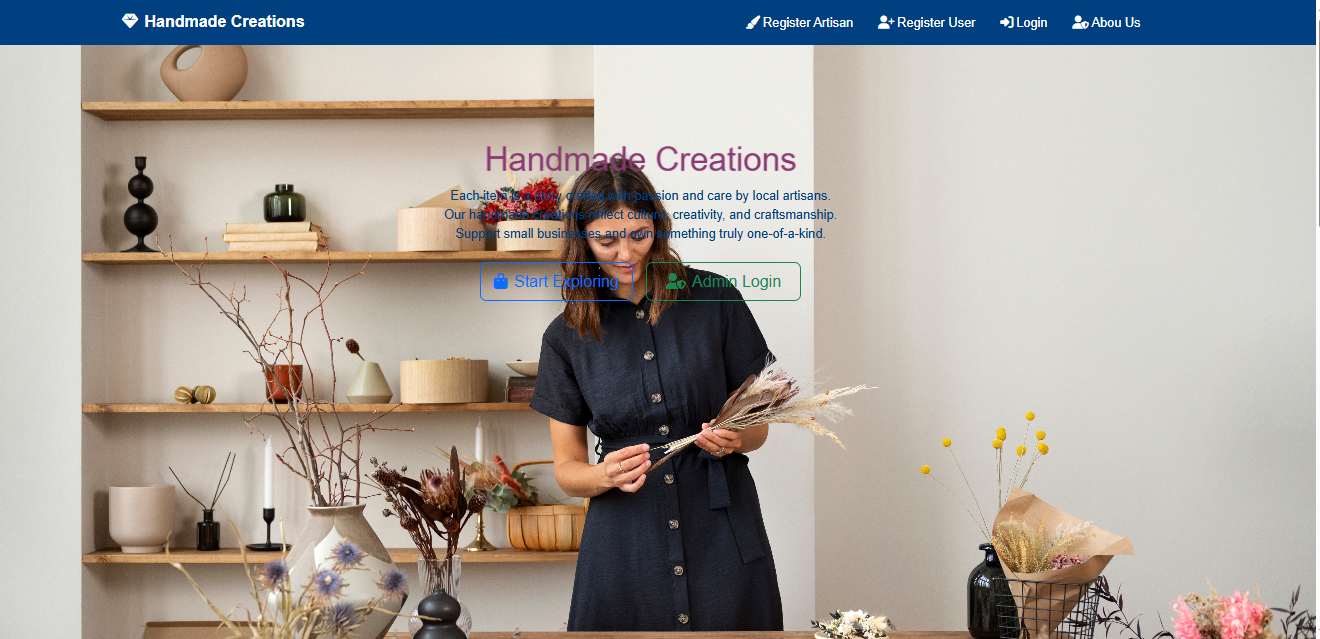 Handmade Creations
Register Artisan
Register User
Login
Abou Us
Handmade Creations
Each item is a story, crafted with passion and care by local artisans.
Our handmade creations reflect culture, creativity, and craftsmanship.
Support small businesses and own something truly one-of-a-kind.
Start Exploring
Admin Login